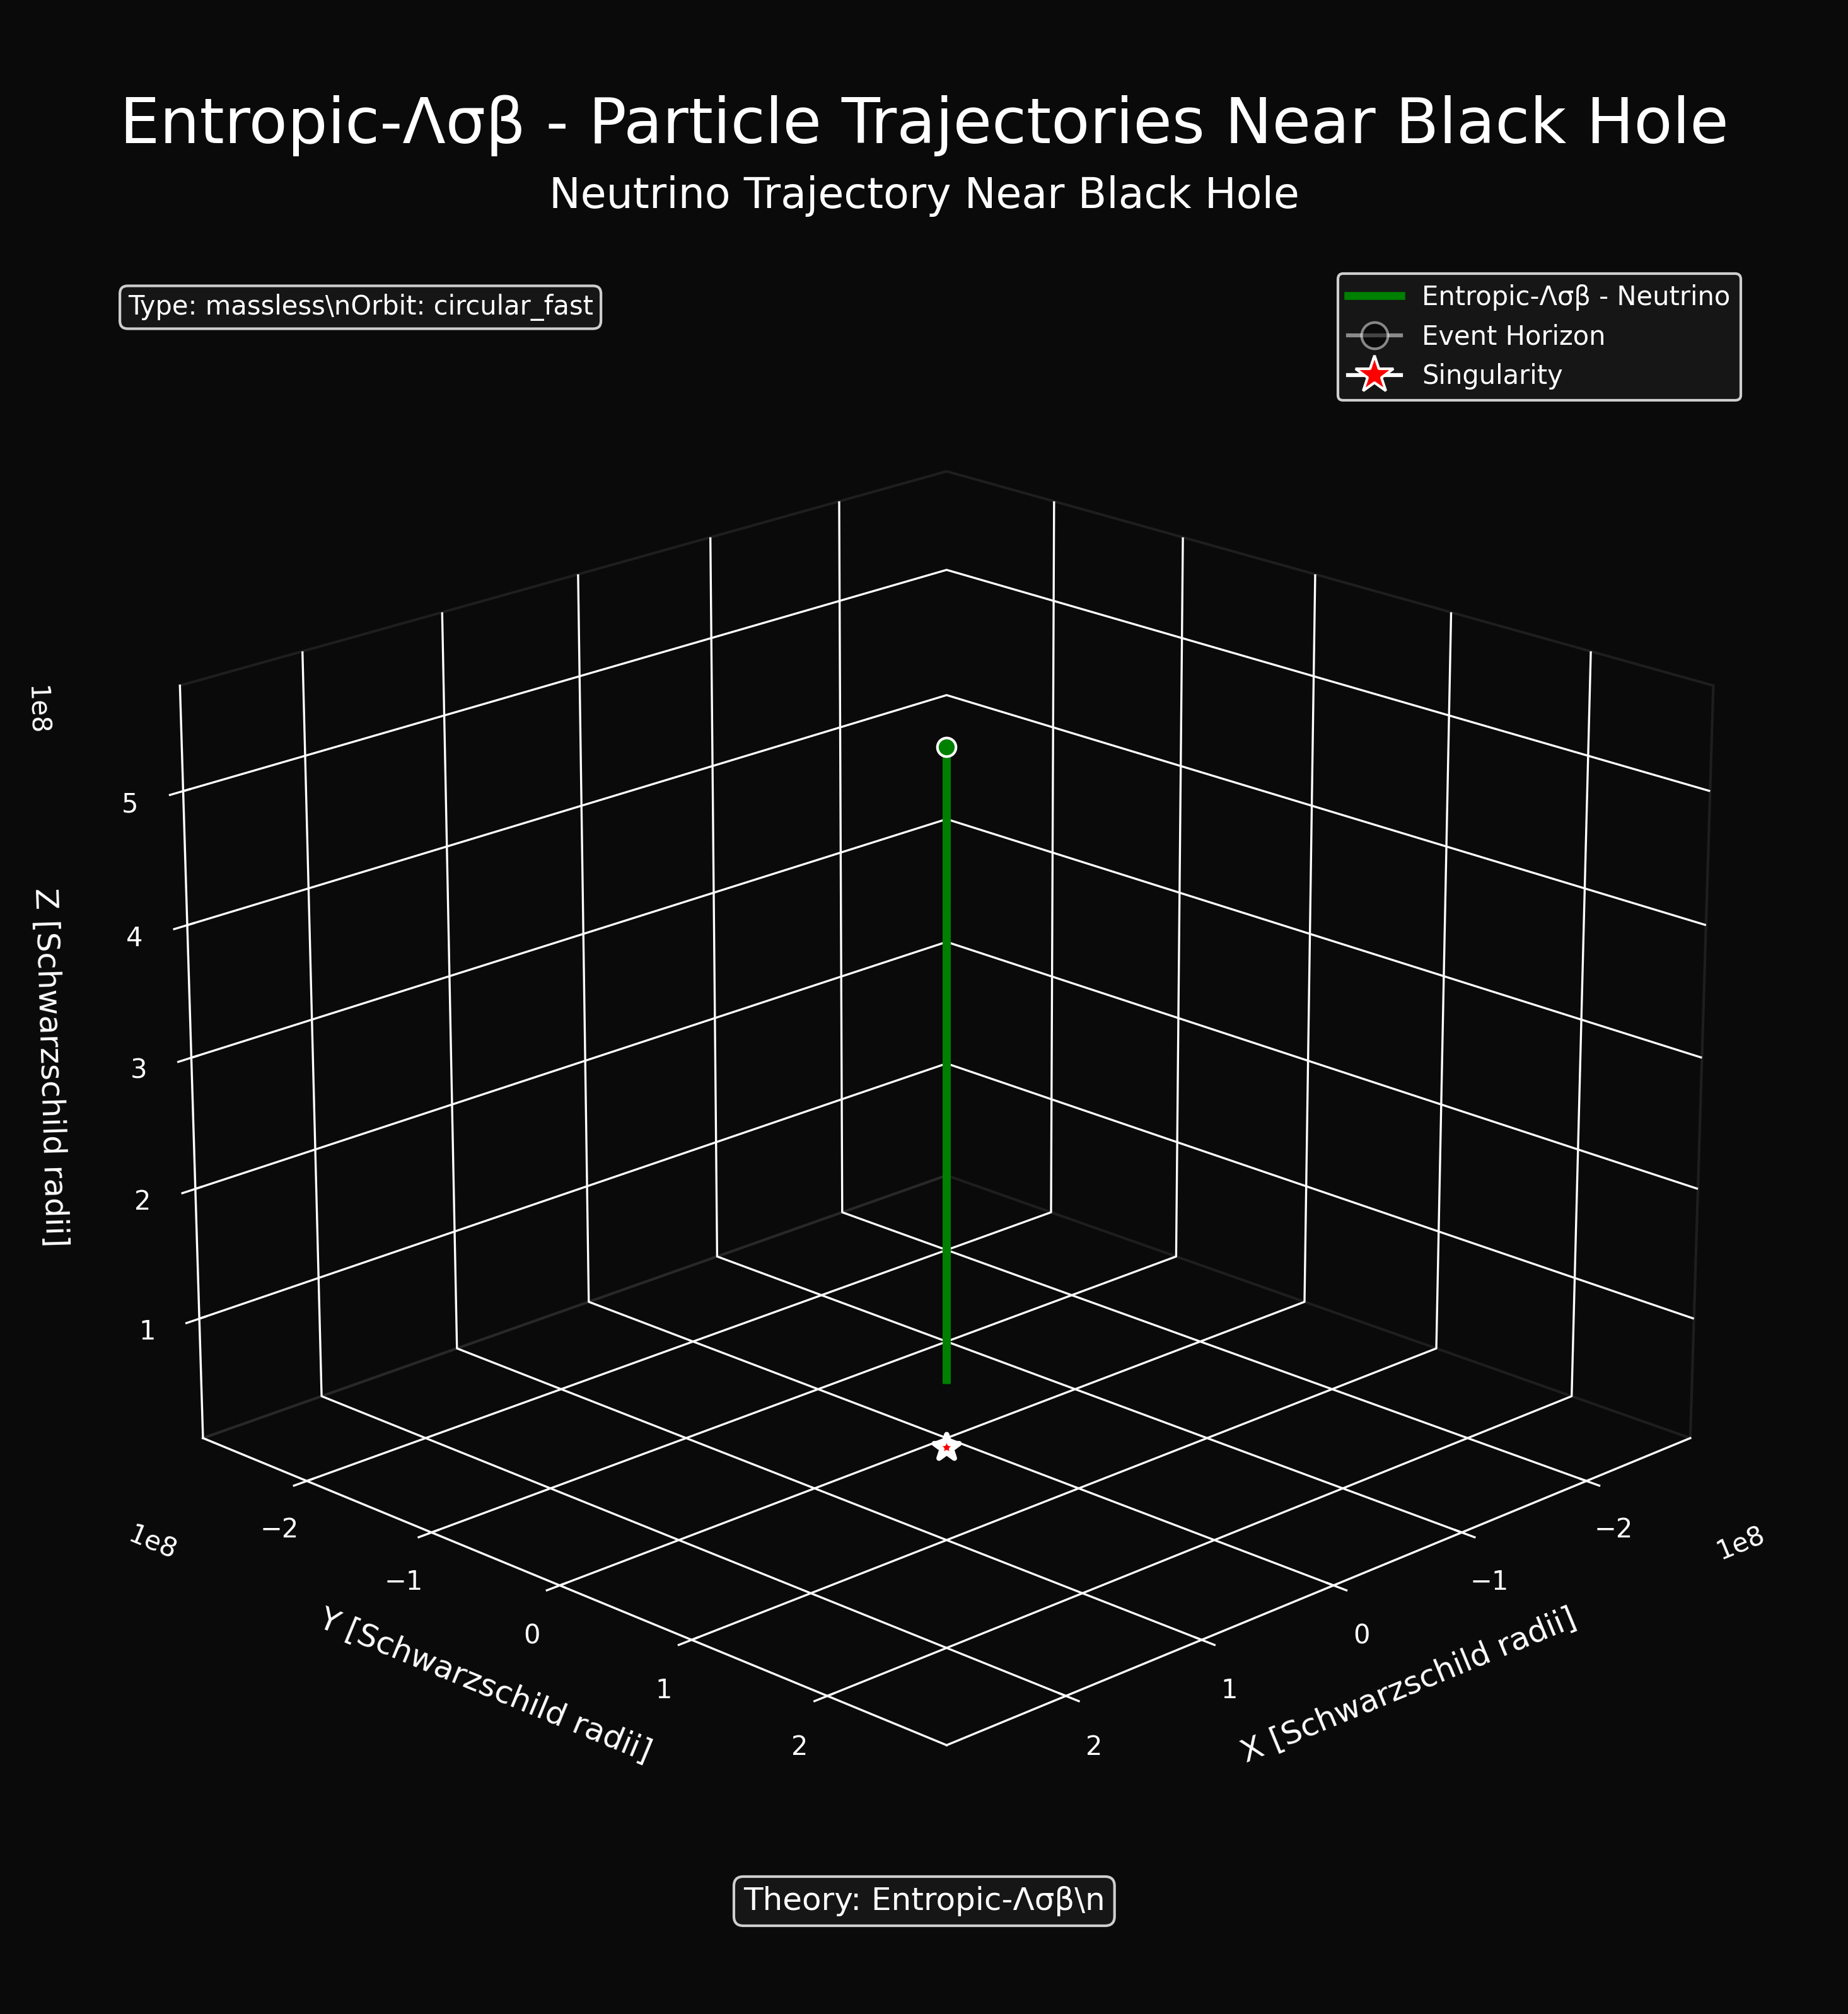 Entropic-Λσβ - Particle Trajectories Near Black Hole
Neutrino Trajectory Near Black Hole
Type: massless\nOrbit: circular_fast
Entropic-Λσβ - Neutrino
Event Horizon
Singularity
1e8
5
4
3
2
1
Z [Schwarzschild radii]
1e8
−2
−1
0
1
2
Y [Schwarzschild radii]
2
1
0
−1
−2
1e8
X [Schwarzschild radii]
Theory: Entropic-Λσβ\n